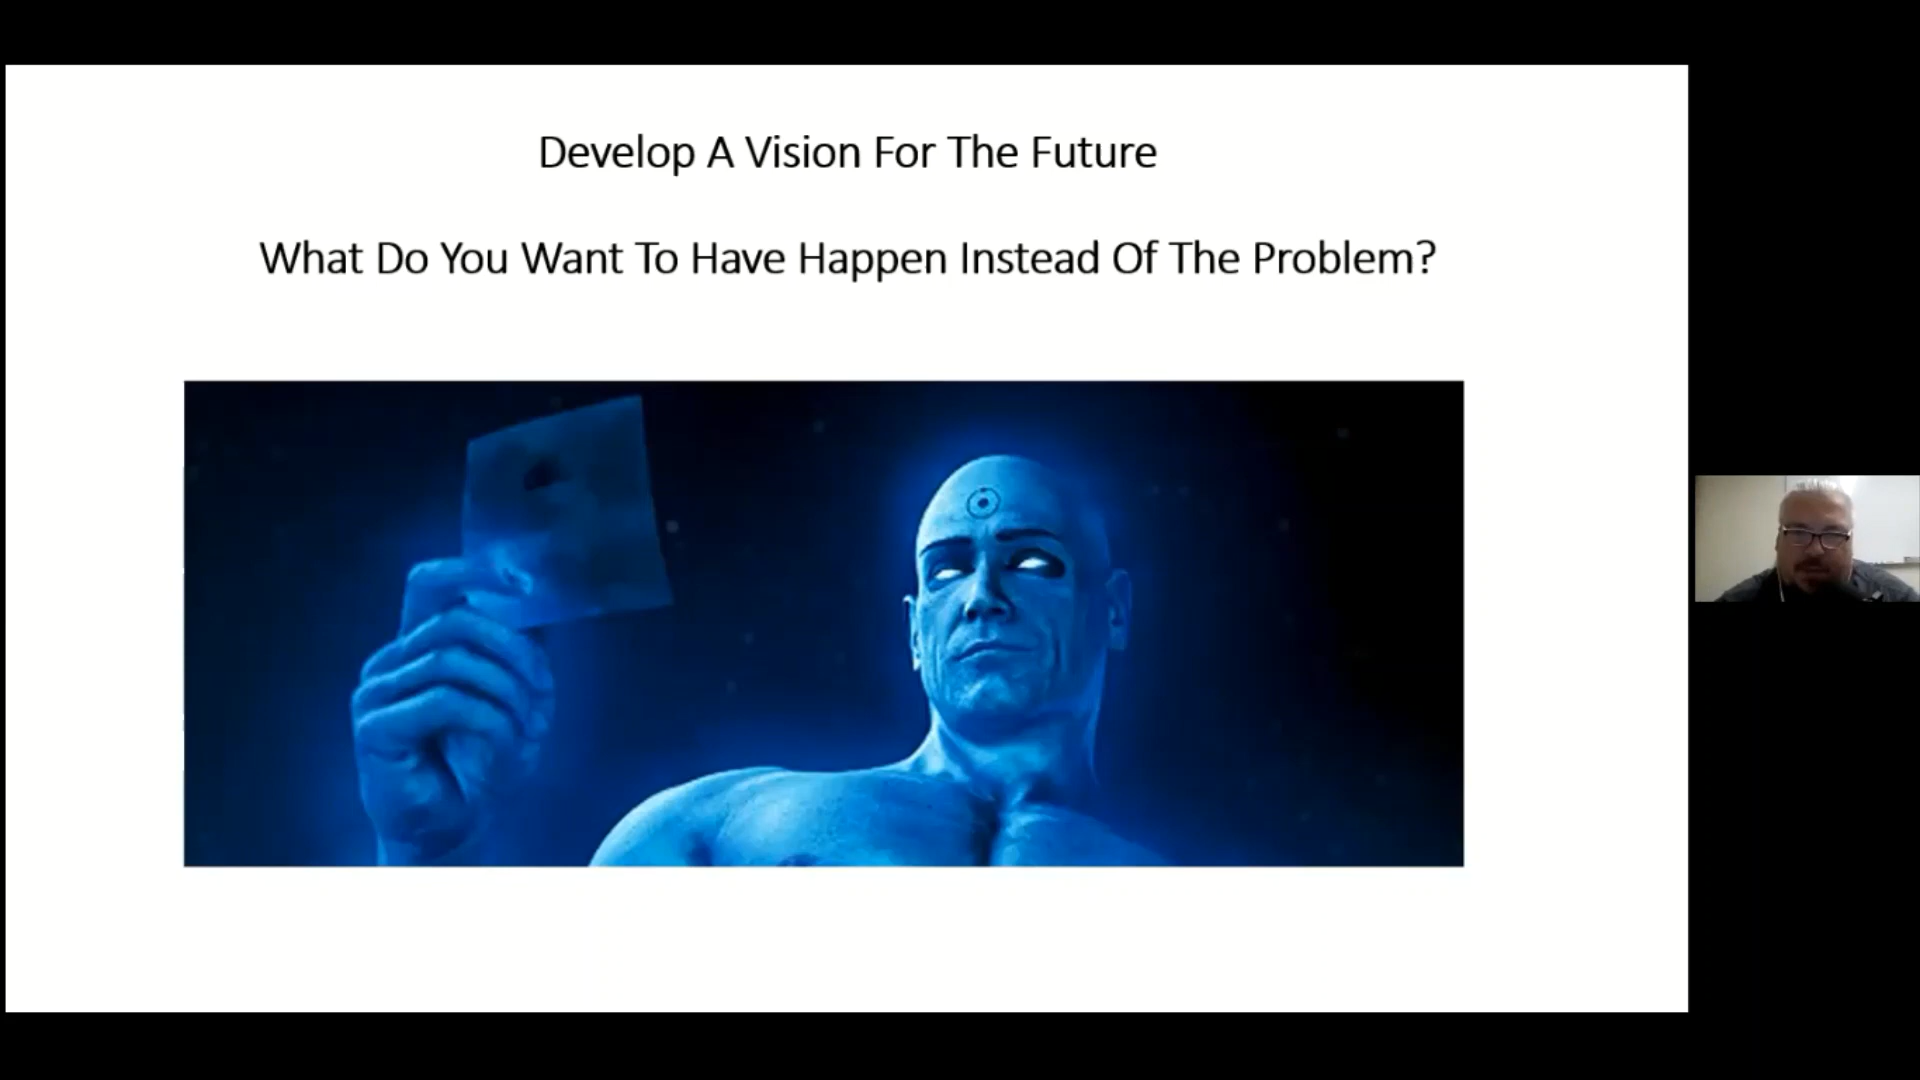 Develop A Vision For The Future
What Do You Want To Have Happen Instead Of The Problem?